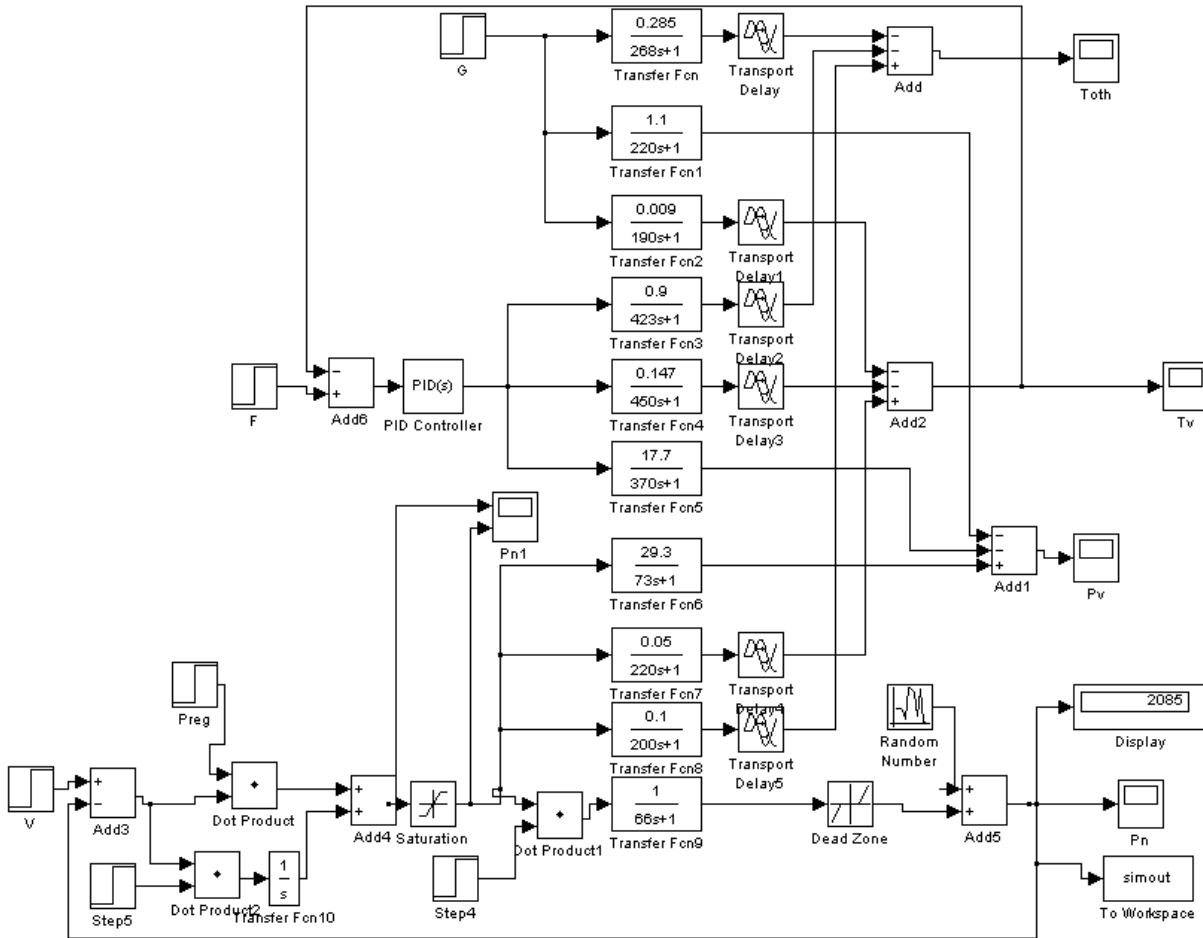 G
0.285
268s+1
Transfer Fcn
Transport
Delay
−
−
+
Add
Toth
1.1
220s+1
Transfer Fcn1
0.009
190s+1
Transfer Fcn2
Transport
Delay1
0.9
423s+1
Transfer Fcn3
Transport
Delay2
F
−
+
Add6
PID(s)
PID Controller
0.147
450s+1
Transfer Fcn4
Transport
Delay3
−
−
+
Add2
Tv
17.7
370s+1
Transfer Fcn5
Pn1
29.3
73s+1
Transfer Fcn6
−
−
+
Add1
Pv
0.05
220s+1
Transfer Fcn7
Transport
Delay4
Preg
0.1
200s+1
Transfer Fcn8
Transport
Delay5
Random
Number
2085
Display
V
+
−
Add3
Dot Product
+
+
Add4
Saturation
Dot Product1
1
66s+1
Transfer Fcn9
Dead Zone
+
+
Add5
Pn
Step5
Dot Product2
1
s
Transfer Fcn10
Step4
simout
To Workspace